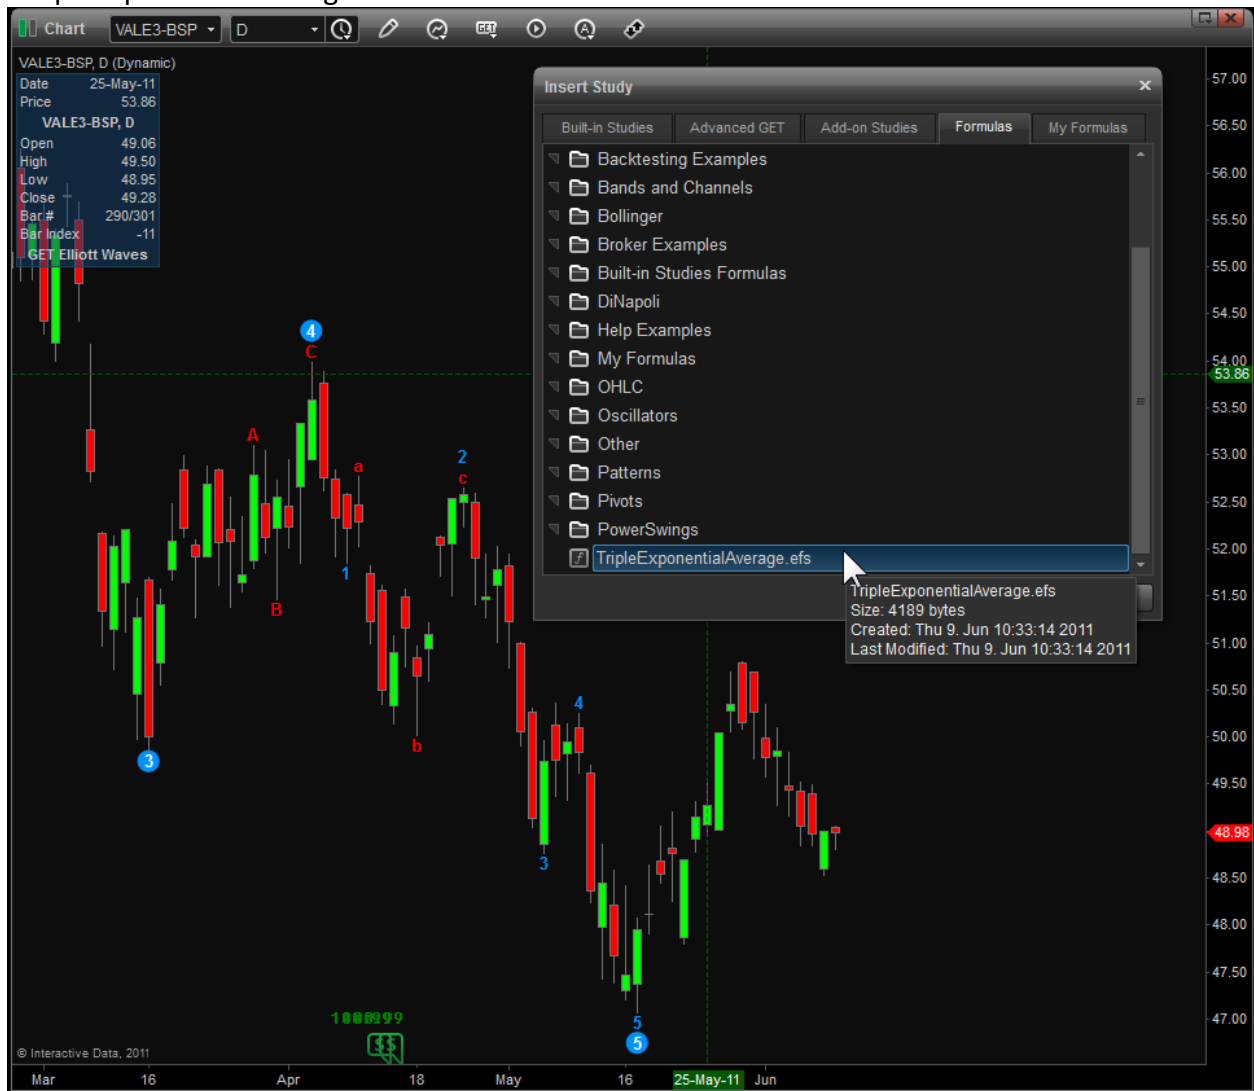 Chart VALE3-BSP D
VALE3-BSP, D (Dynamic)
Date 25-May-11
Price 53.86
VALE3-BSP, D
Open 49.06
High 49.50
Low 48.95
Close 49.28
Bar # 290/301
Bar Index -11
GET Elliott Waves
GET
A
Insert Study
Built-in Studies Advanced GET Add-on Studies Formulas My Formulas
Backtesting Examples
Bands and Channels
Bollinger
Broker Examples
Built-in Studies Formulas
DiNapoli
Help Examples
My Formulas
OHLC
Oscillators
Other
Patterns
Pivots
PowerSwings
f TripleExponentialAverage.efs
TripleExponentialAverage.efs
Size: 4189 bytes
Created: Thu 9. Jun 10:33:14 2011
Last Modified: Thu 9. Jun 10:33:14 2011
57.00
56.50
56.00
55.50
55.00
54.50
54.00
53.86
53.50
53.00
52.50
52.00
51.50
51.00
50.50
50.00
49.50
48.98
48.50
48.00
47.50
47.00
4
C
A
a
2
c
1
B
b
3
4
3
5
5
$$
© Interactive Data, 2011
Mar 16 Apr 18 May 16 25-May-11 Jun